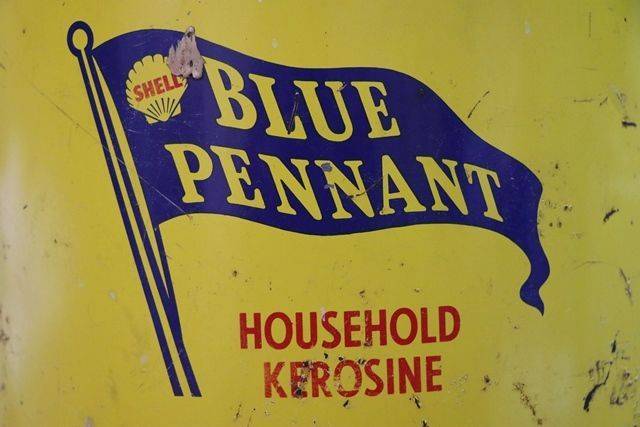 SHELL
BLUE
PENNANT
HOUSEHOLD
KEROSINE